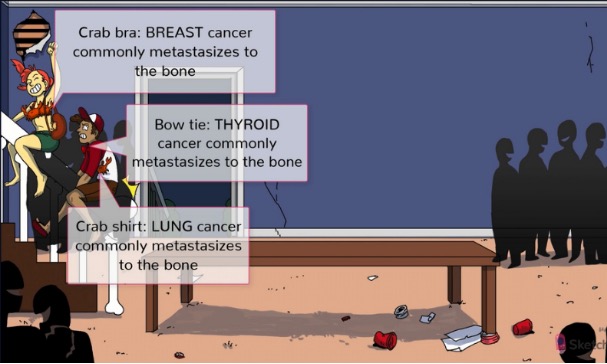 Crab bra: BREAST cancer
commonly metastasizes to
the bone
Bow tie: THYROID
cancer commonly
metastasizes to the bone
Crab shirt: LUNG cancer
commonly metastasizes
to the bone
Sketch